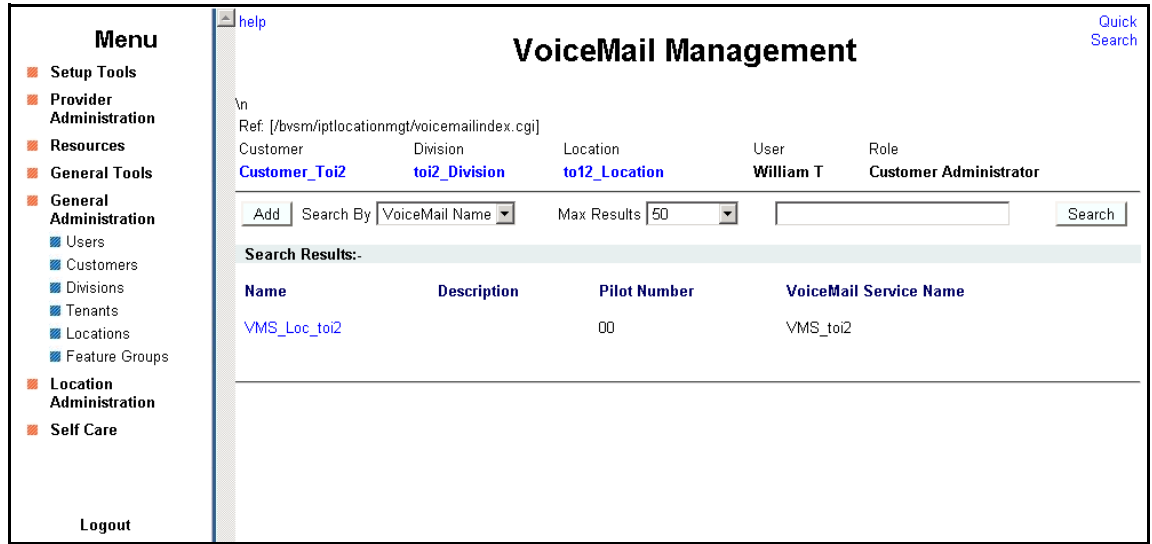 Menu
Setup Tools
Provider
Administration
Resources
General Tools
General
Administration
Users
Customers
Divisions
Tenants
Locations
Feature Groups
Location
Administration
Self Care
Logout
help
Quick
Search
VoiceMail Management
\n
Ref: [/bvsm/iptlocationmgt/voicemailindex.cgi]
Customer Division Location User Role
Customer_Toi2 toi2_Division to12_Location William T Customer Administrator
Add Search By VoiceMail Name Max Results 50 Search
Search Results:-
Name Description Pilot Number VoiceMail Service Name
VMS_Loc_toi2 00 VMS_toi2